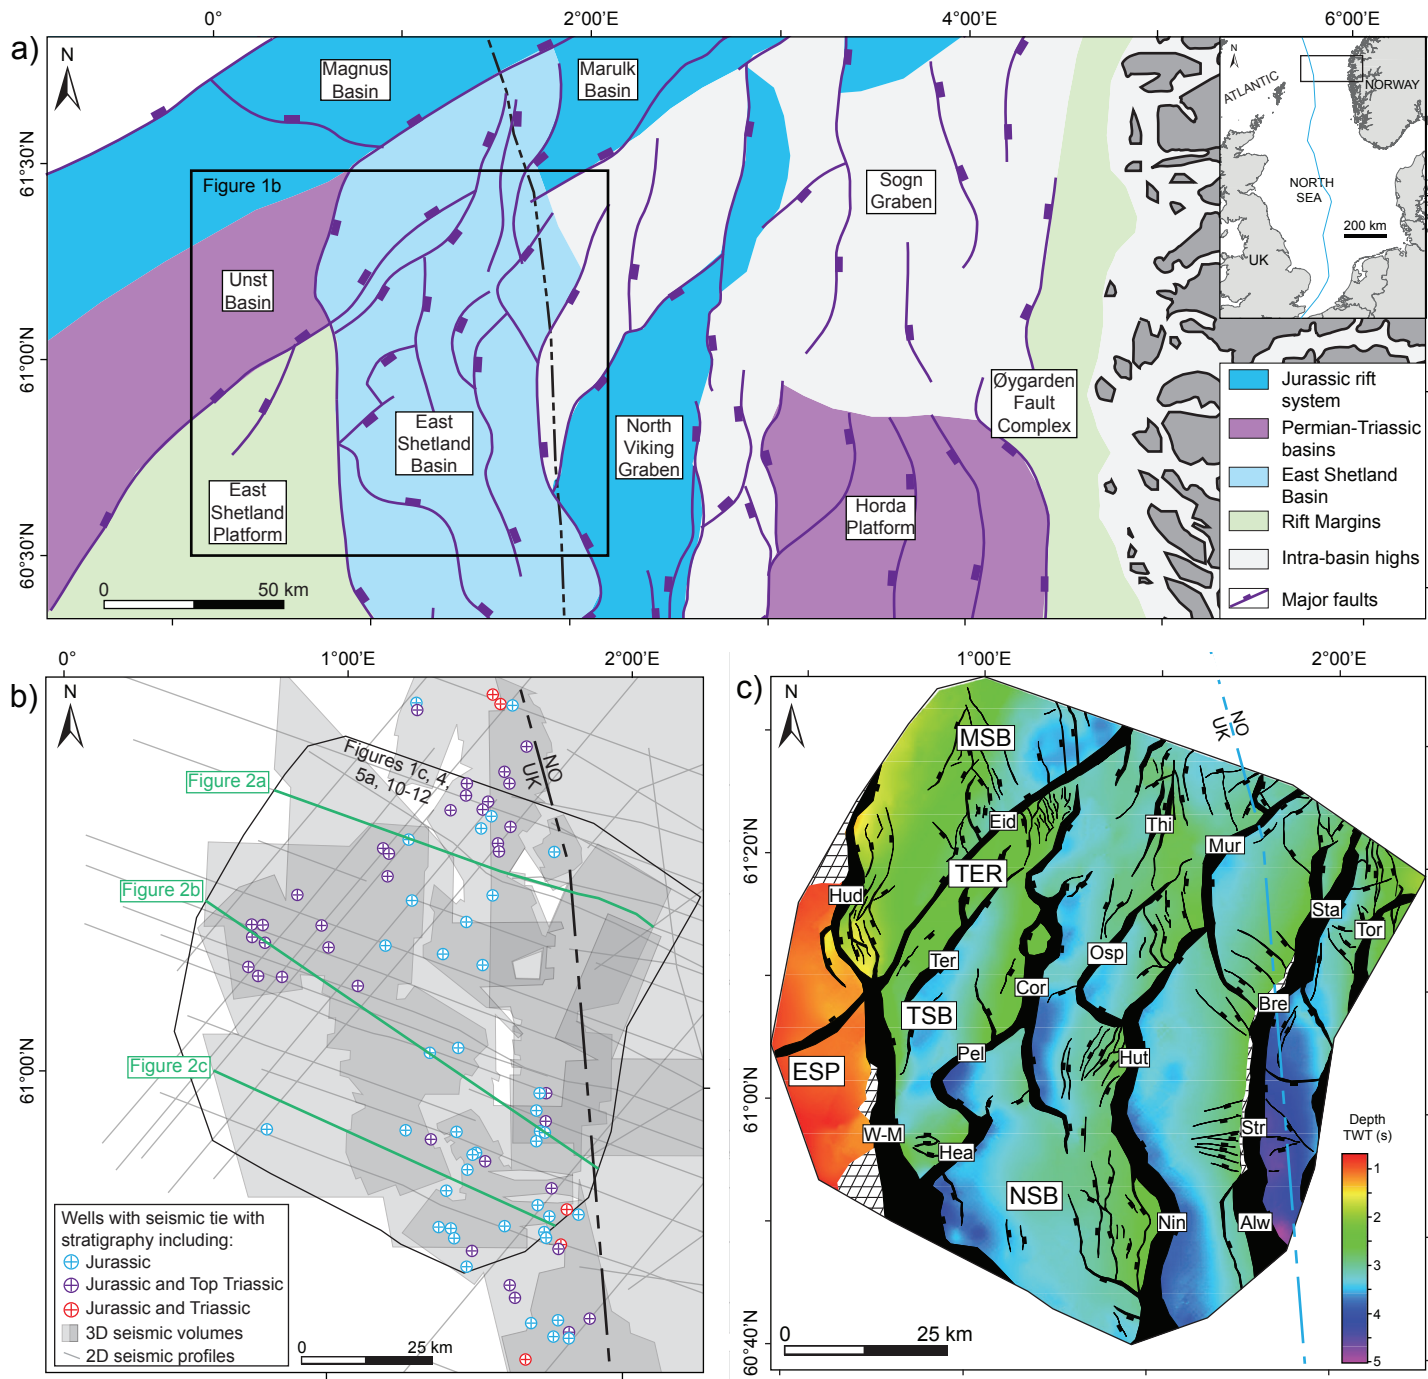 0°
2°00'E
4°00'E
6°00'E
a)
N
Magnus
Basin
Marulk
Basin
N
ATLANTIC
NORWAY
NORTH
SEA
200 km
UK
61°30'N
Figure 1b
Sogn
Graben
Unst
Basin
61°00'N
Øygarden
Fault
Complex
East
Shetland
Basin
North
Viking
Graben
East
Shetland
Platform
Horda
Platform
60°30'N
0
50 km
Jurassic rift
system
Permian-Triassic
basins
East Shetland
Basin
Rift Margins
Intra-basin highs
Major faults
0°
1°00'E
2°00'E
b)
N
Figures 1c, 4,
5a, 10-12
NO
UK
Figure 2a
Figure 2b
Figure 2c
61°00'N
Wells with seismic tie with
stratigraphy including:
Jurassic
Jurassic and Top Triassic
Jurassic and Triassic
3D seismic volumes
2D seismic profiles
0
25 km
1°00'E
2°00'E
c)
N
NO
UK
MSB
Eid
Thi
Mur
61°20'N
TER
Hud
Sta
Tor
Osp
Ter
Cor
Bre
TSB
Pel
Hut
ESP
61°00'N
W-M
Hea
Str
NSB
Nin
Alw
Depth
TWT (s)
1
2
3
4
5
0
25 km
60°40'N